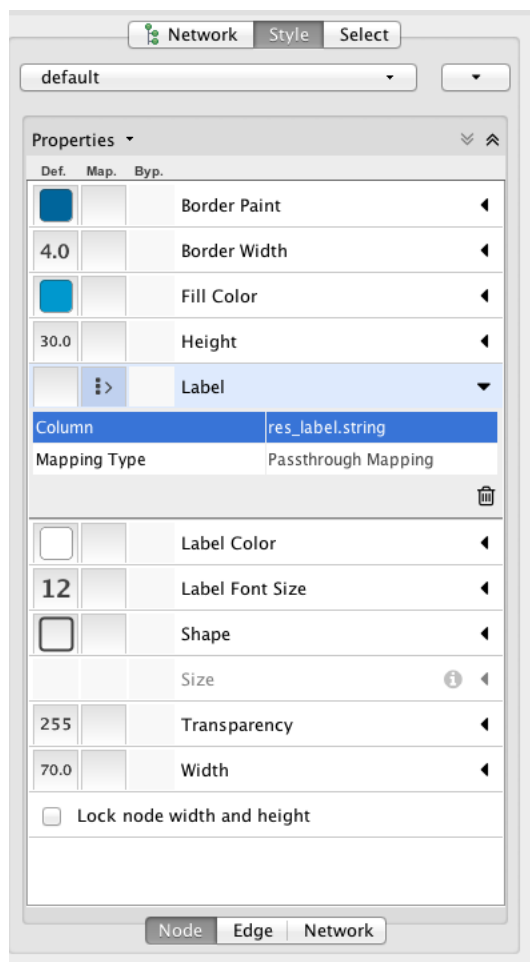 Network Style Select
default
Properties
Def. Map. Byp.
Border Paint
4.0 Border Width
Fill Color
30.0 Height
Label
Column res_label.string
Mapping Type Passthrough Mapping
Label Color
12 Label Font Size
Shape
Size
255 Transparency
70.0 Width
Lock node width and height
Node Edge Network